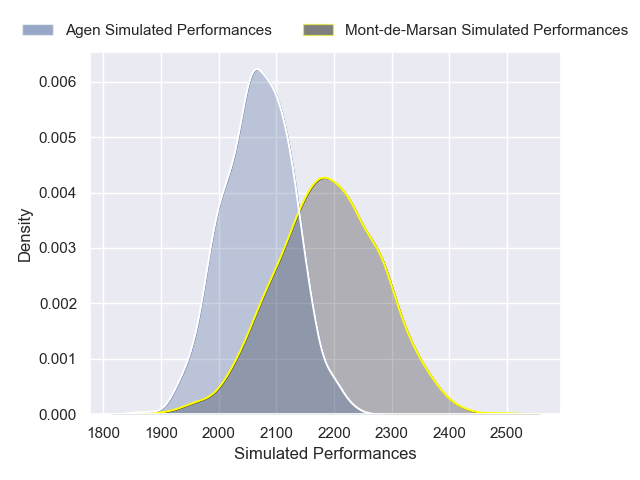 Agen Simulated Performances
Mont-de-Marsan Simulated Performances
0.006
0.005
0.004
0.003
0.002
0.001
0.000
Density
1800 1900 2000 2100 2200 2300 2400 2500
Simulated Performances